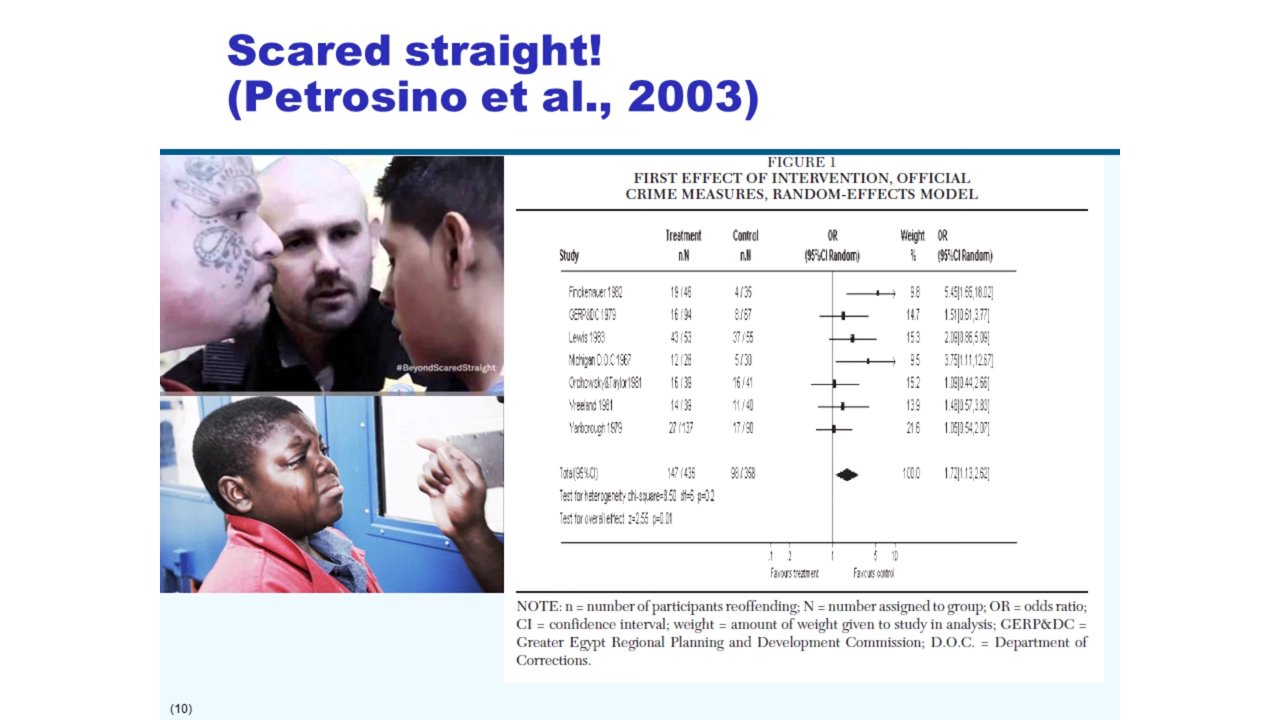 Scared straight!
(Petrosino et al., 2003)
#BeyondScaredStraight
FIGURE 1
FIRST EFFECT OF INTERVENTION, OFFICIAL
CRIME MEASURES, RANDOM-EFFECTS MODEL
Treatment Control OR Weight OR
Study n.N n.N (95%CI Random) % (95%CI Random)
Finckenauer 1982 19 / 46 4 / 35 9.8 5.45[1.65,18.02]
GERP&DC 1979 16 / 94 8 / 67 14.7 1.51[0.61,3.77]
Lewis 1983 43 / 53 37 / 55 15.3 2.09[0.86,5.09]
Michigan D.O.C 1967 12 / 28 5 / 30 9.5 3.75[1.11,12.67]
Orchowsky&Taylor1981 16 / 39 16 / 41 15.2 1.09[0.44,2.66]
Vreeland 1981 14 / 39 11 / 40 13.9 1.48[0.57,3.83]
Yarborough 1979 27 / 137 17 / 90 21.6 1.05[0.54,2.07]
Total(95%CI) 147 / 436 98 / 358 100.0 1.72[1.13,2.62]
Test for heterogeneity chi-square=8.50 df=6 p=0.2
Test for overall effect z=2.55 p=0.01
.1 .2 1 5 10
Favours treatment Favours control
NOTE: n = number of participants reoffending; N = number assigned to group; OR = odds ratio;
CI = confidence interval; weight = amount of weight given to study in analysis; GERP&DC =
Greater Egypt Regional Planning and Development Commission; D.O.C. = Department of
Corrections.
(10)